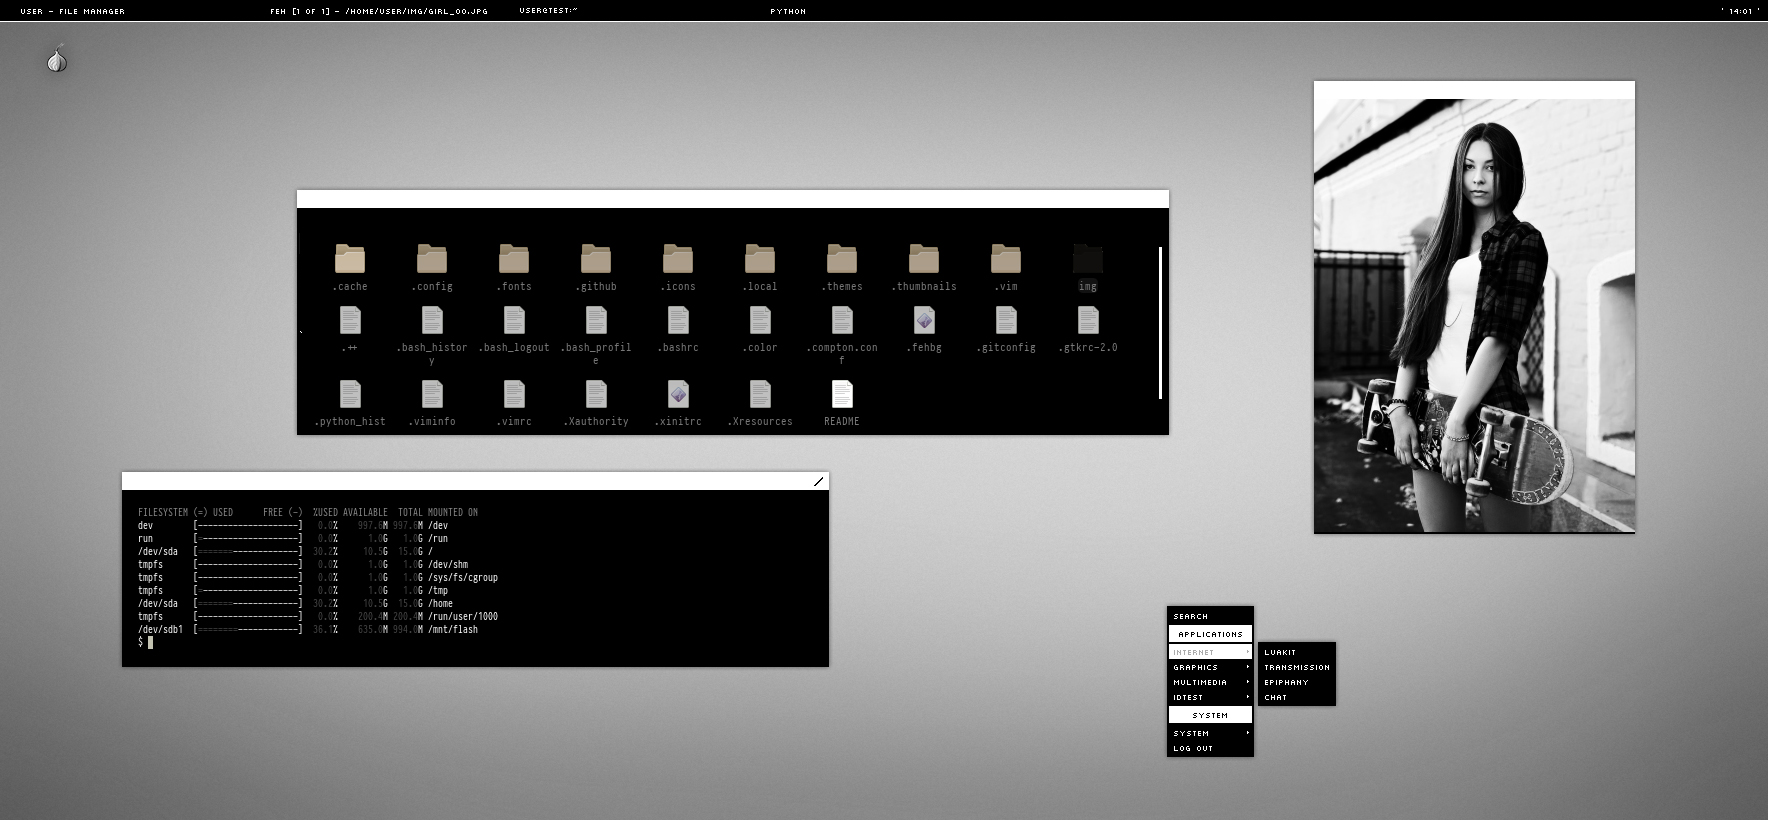 USER - FILE MANAGER
FEH [1 OF 1] - /HOME/USER/IMG/GIRL_00.JPG
USER@TEST:~
PYTHON
14:01
.cache .config .fonts .github .icons .local .themes .thumbnails .vim img
.++ .bash_history .bash_logout .bash_profile .bashrc .color .compton.conf .fehbg .gitconfig .gtkrc-2.0
.python_hist .viminfo .vimrc .Xauthority .xinitrc .Xresources README
FILESYSTEM (=) USED FREE (-) %USED AVAILABLE TOTAL MOUNTED ON
dev [--------------------] 0.0% 997.6M 997.6M /dev
run [=-------------------] 0.0% 1.0G 1.0G /run
/dev/sda [=======-------------] 30.2% 10.5G 15.0G /
tmpfs [--------------------] 0.0% 1.0G 1.0G /dev/shm
tmpfs [--------------------] 0.0% 1.0G 1.0G /sys/fs/cgroup
tmpfs [=-------------------] 0.0% 1.0G 1.0G /tmp
/dev/sda [=======-------------] 30.2% 10.5G 15.0G /home
tmpfs [--------------------] 0.0% 200.4M 200.4M /run/user/1000
/dev/sdb1 [========------------] 36.1% 635.0M 994.0M /mnt/flash
$
SEARCH
APPLICATIONS
INTERNET
GRAPHICS
MULTIMEDIA
IDTEST
SYSTEM
SYSTEM
LOG OUT
LUAKIT
TRANSMISSION
EPIPHANY
CHAT